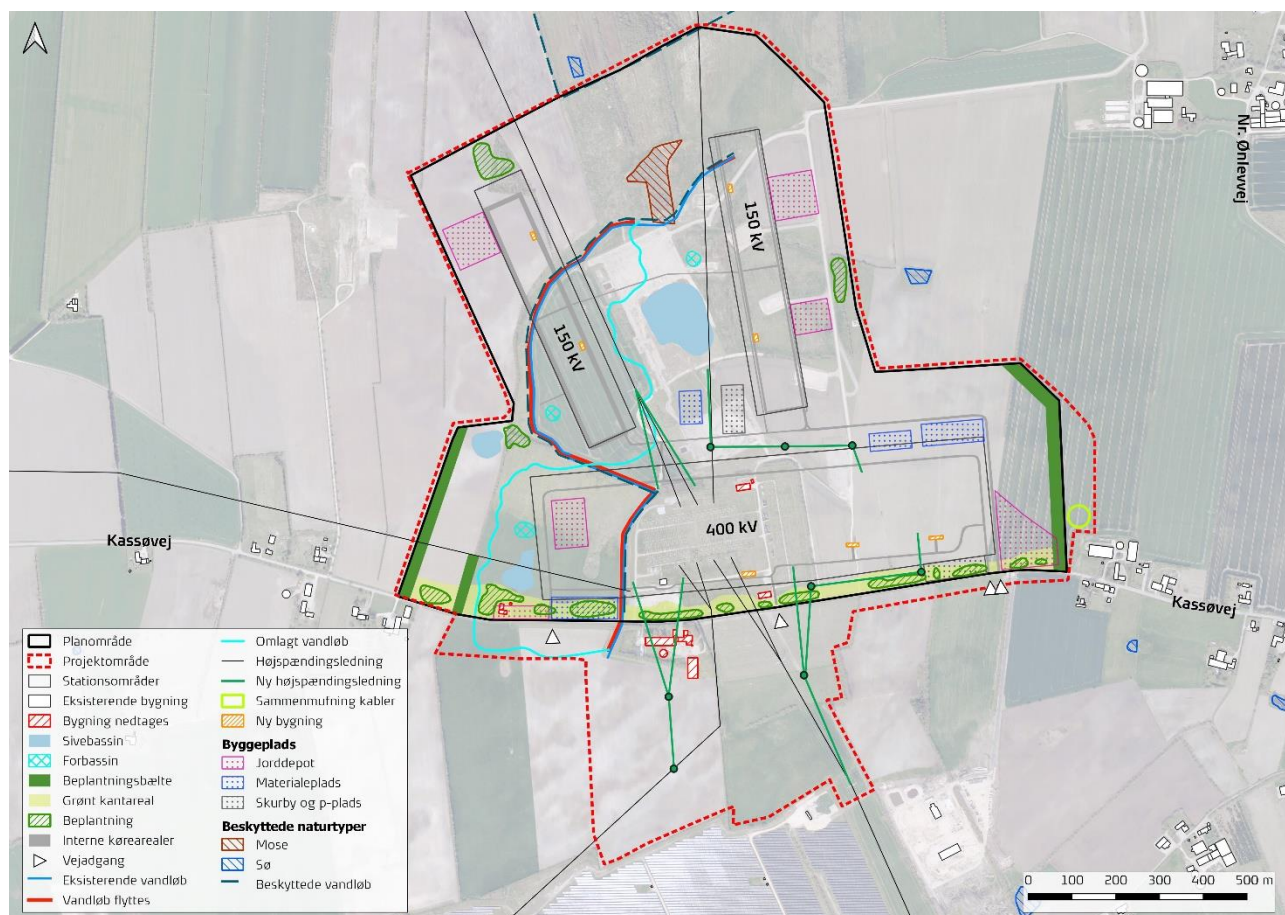 Nr. Ønlevvej
150 kV
150 kV
400 kV
Kassøvej
Kassøvej
Planområde
Projektområde
Stationsområder
Eksisterende bygning
Bygning nedtages
Sivebassin
Forbassin
Beplantningsbælte
Grønt kantareal
Beplantning
Interne kørearealer
Vejadgang
Eksisterende vandløb
Vandløb flyttes
Omlagt vandløb
Højspændingsledning
Ny højspændingsledning
Sammenmufning kabler
Ny bygning
Byggeplads
Jorddepot
Materialeplads
Skurby og p-plads
Beskyttede naturtyper
Mose
Sø
Beskyttede vandløb
0 100 200 300 400 500 m